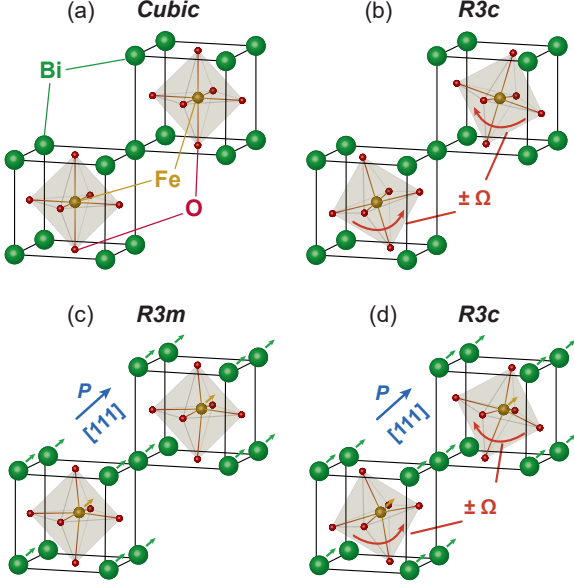 (a) Cubic
(b) R3c
Bi
Fe
O
± Ω
(c) R3m
(d) R3c
P
[111]
P
[111]
± Ω